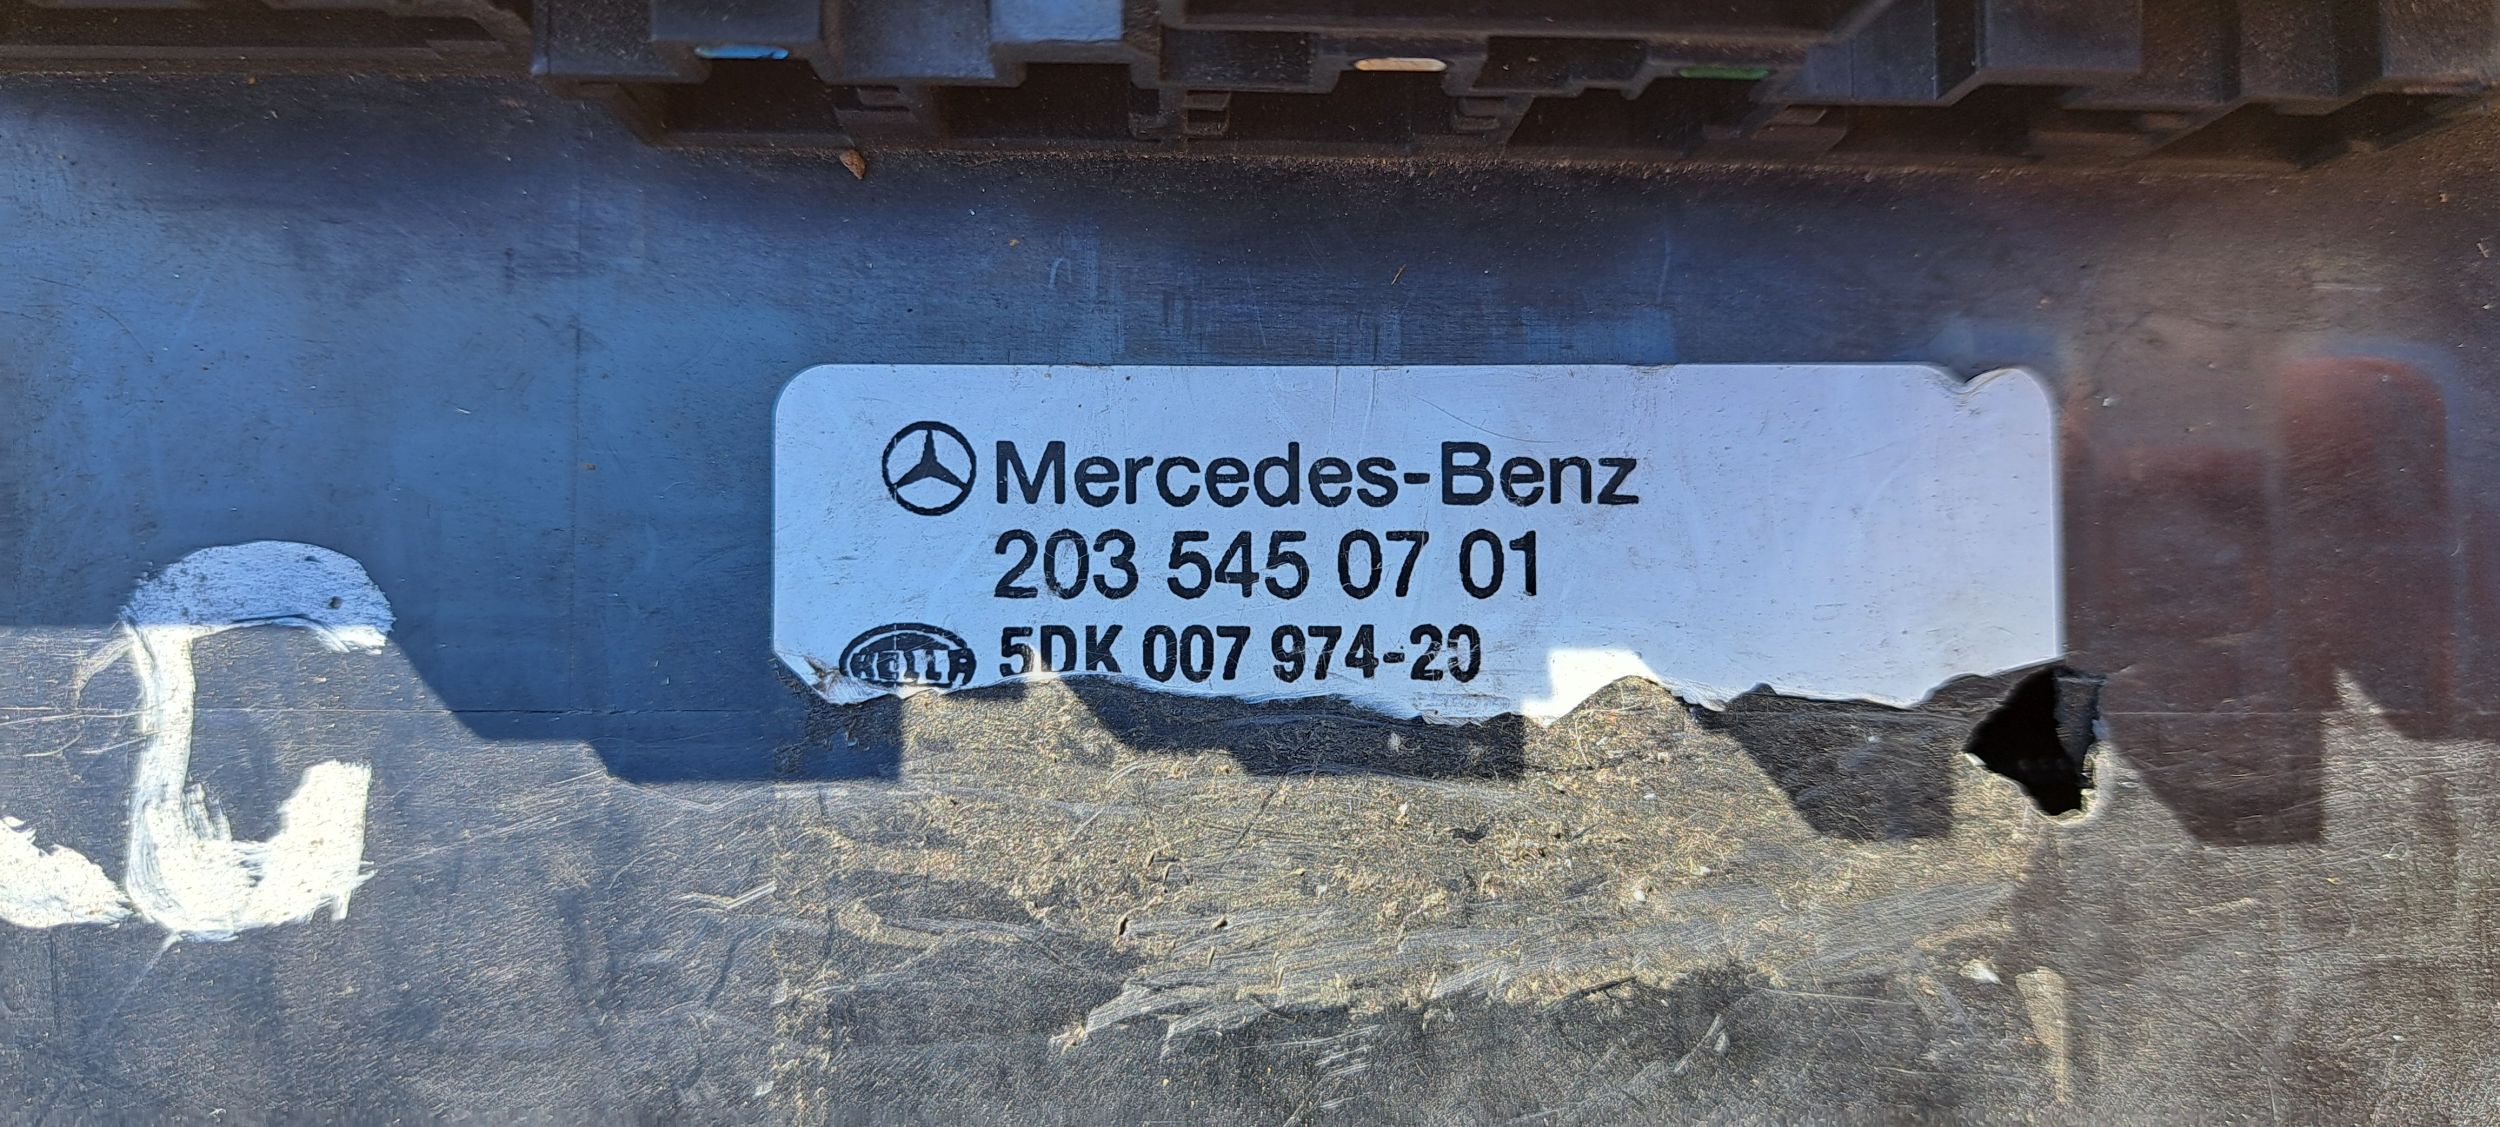 Mercedes-Benz
203 545 07 01
HELLA 5DK 007 974-20